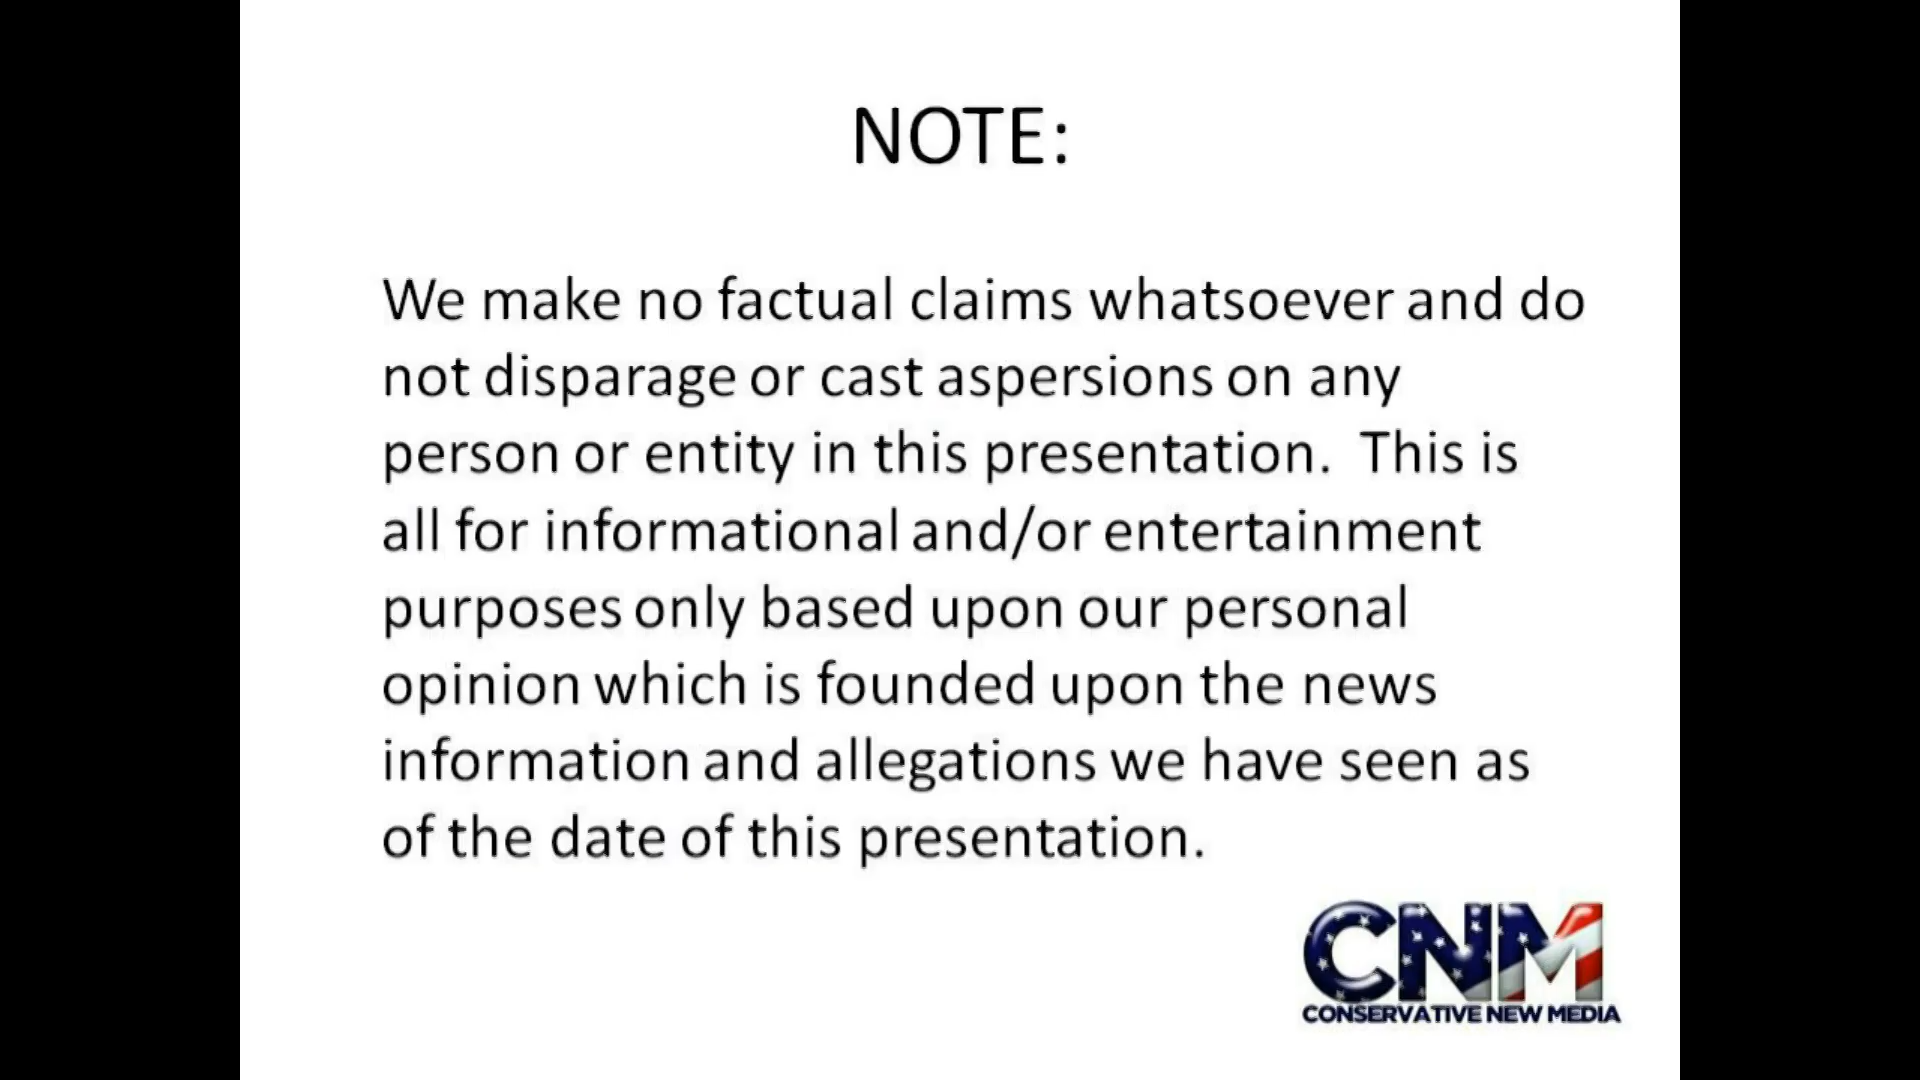 NOTE:
We make no factual claims whatsoever and do
not disparage or cast aspersions on any
person or entity in this presentation.  This is
all for informational and/or entertainment
purposes only based upon our personal
opinion which is founded upon the news
information and allegations we have seen as
of the date of this presentation.
CNM
CONSERVATIVE NEW MEDIA